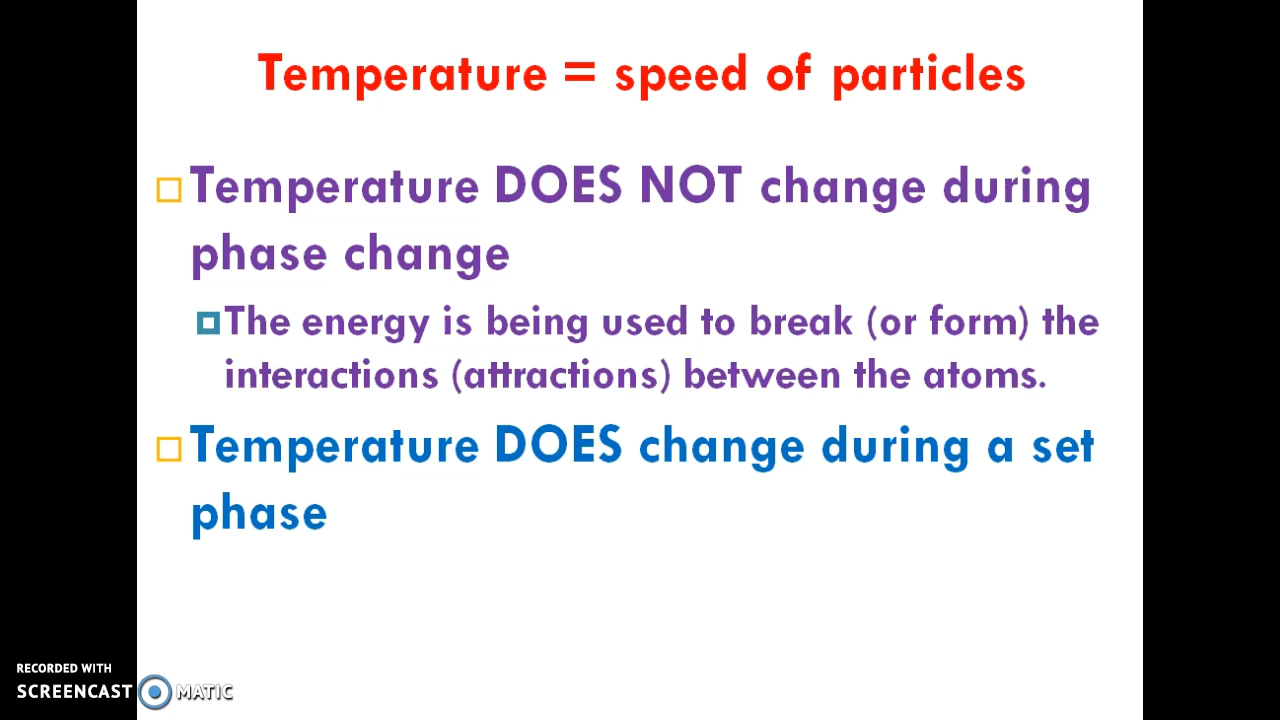 Temperature = speed of particles
Temperature DOES NOT change during
phase change
The energy is being used to break (or form) the
interactions (attractions) between the atoms.
Temperature DOES change during a set
phase
RECORDED WITH
SCREENCAST MATIC